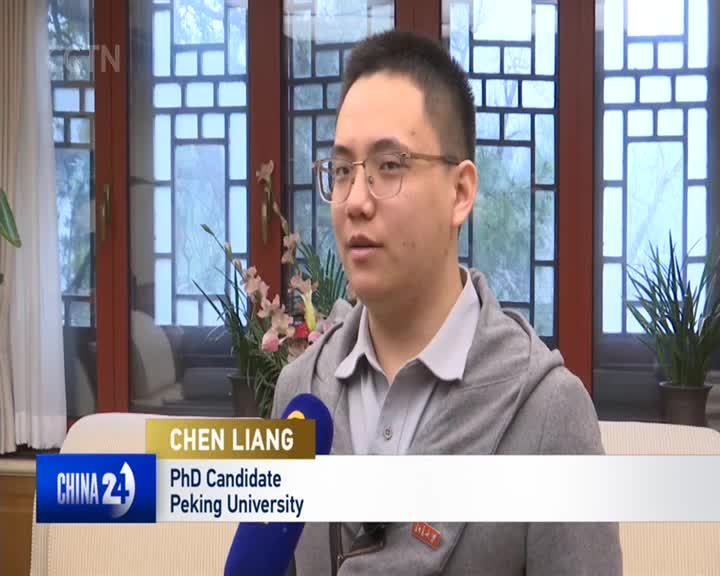 CGTN
CHEN LIANG
CHINA 24
PhD Candidate
Peking University